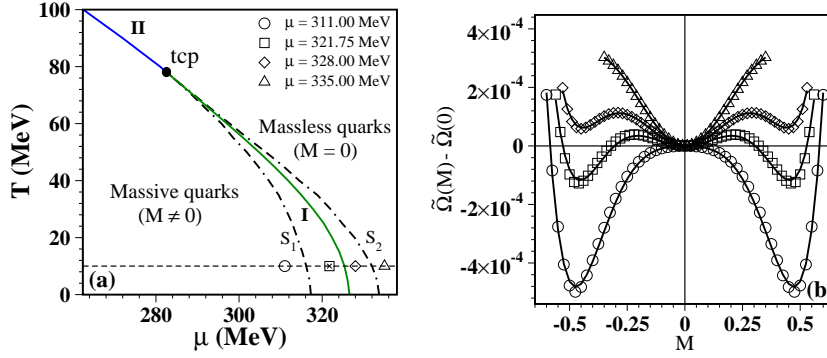 100
80
60
40
20
0
T (MeV)
II
tcp
μ = 311.00 MeV
μ = 321.75 MeV
μ = 328.00 MeV
μ = 335.00 MeV
Massless quarks
(M = 0)
Massive quarks
(M ≠ 0)
I
S₁
S₂
(a)
280
300
320
μ (MeV)
4×10⁻⁴
2×10⁻⁴
0
-2×10⁻⁴
-4×10⁻⁴
Ω̃(M) - Ω̃(0)
(b)
-0.5
-0.25
0
0.25
0.5
M